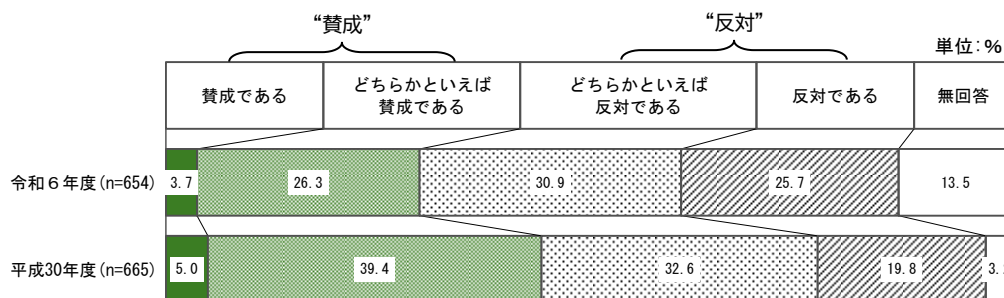 “賛成”
“反対”
単位：％
賛成である
どちらかといえば
賛成である
どちらかといえば
反対である
反対である
無回答
令和６年度(n=654)
3.7
26.3
30.9
25.7
13.5
平成30年度(n=665)
5.0
39.4
32.6
19.8